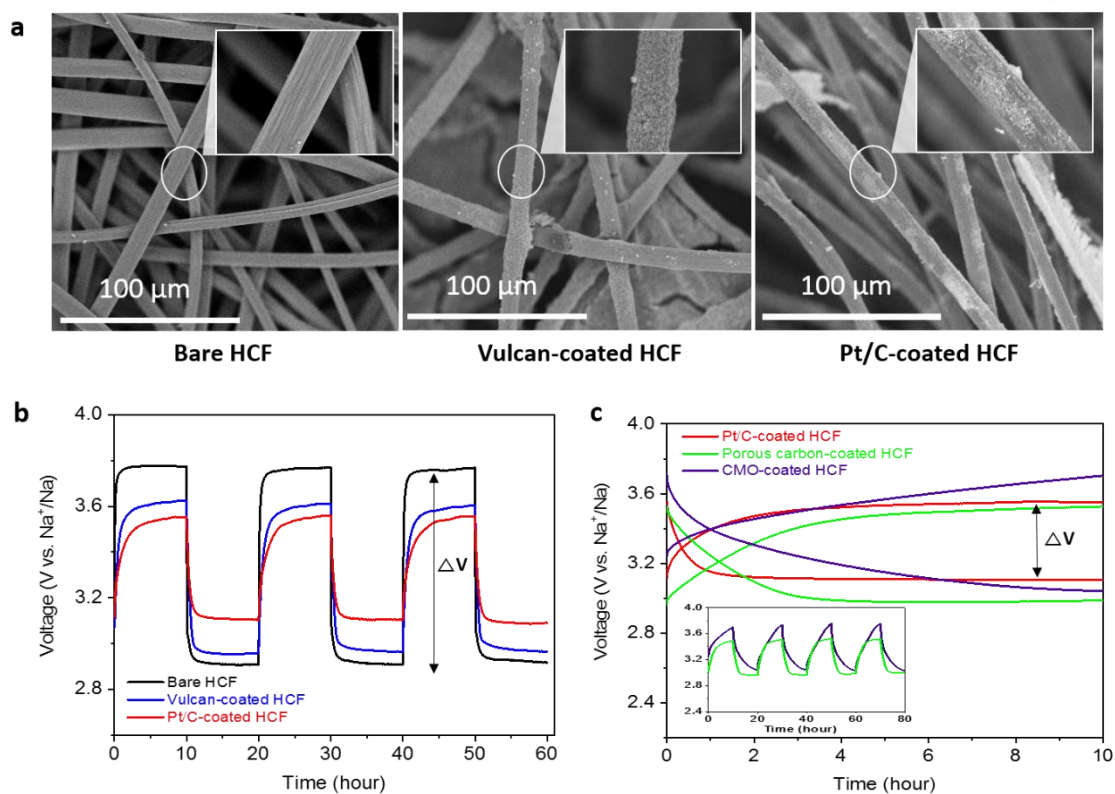 a
100 μm
100 μm
100 μm
Bare HCF
Vulcan-coated HCF
Pt/C-coated HCF
b
4.0
3.6
3.2
2.8
Voltage (V vs. Na⁺/Na)
△V
Bare HCF
Vulcan-coated HCF
Pt/C-coated HCF
0 10 20 30 40 50 60
Time (hour)
c
4.0
3.6
3.2
2.8
2.4
Voltage (V vs. Na⁺/Na)
Pt/C-coated HCF
Porous carbon-coated HCF
CMO-coated HCF
△V
4.0
3.6
3.2
2.8
2.4
0 20 40 60 80
Time (hour)
0 2 4 6 8 10
Time (hour)